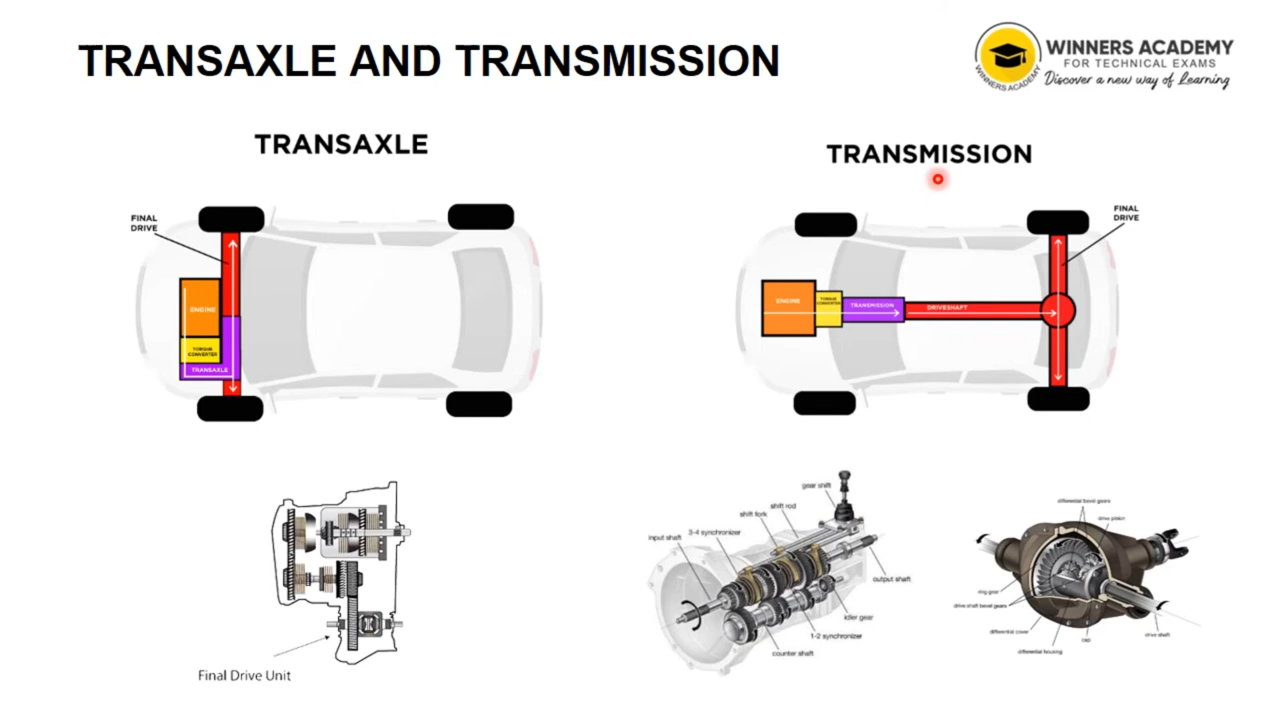 TRANSAXLE AND TRANSMISSION
WINNERS ACADEMY
FOR TECHNICAL EXAMS
Discover a new way of Learning
WINNERS ACADEMY
TRANSAXLE
FINAL
DRIVE
ENGINE
TORQUE
CONVERTER
TRANSAXLE
TRANSMISSION
FINAL
DRIVE
ENGINE
TORQUE
CONVERTER
TRANSMISSION
DRIVESHAFT
Final Drive Unit
gear shift
shift rod
shift fork
3-4 synchronizer
input shaft
output shaft
idler gear
1-2 synchronizer
counter shaft
differential bevel gears
drive pinion
ring gear
drive shaft bevel gears
differential cover
cap
drive shaft
differential housing